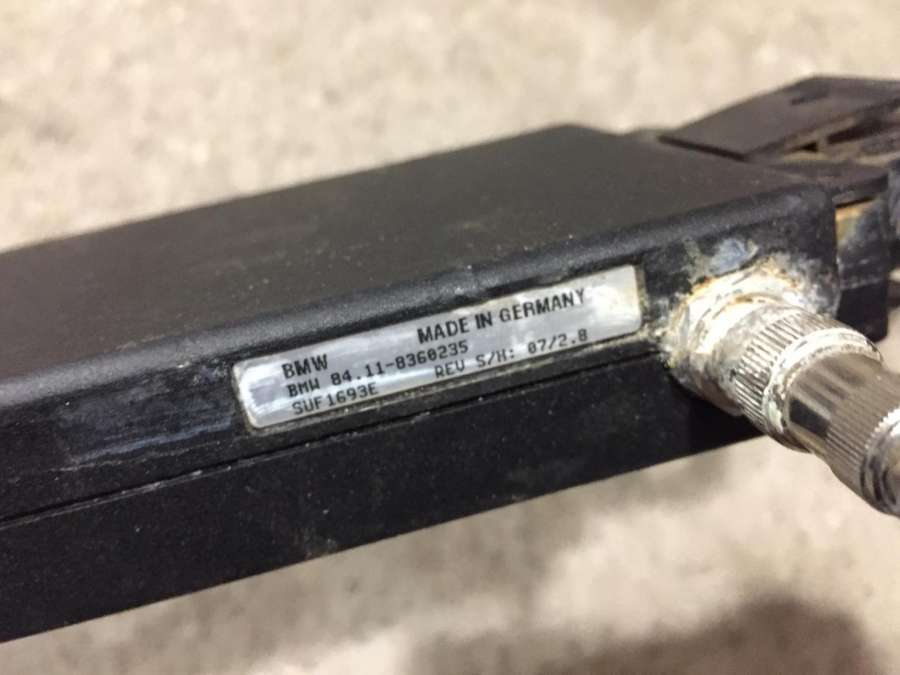 BMW MADE IN GERMANY
BMW 84.11-8360235
SUF1693E REV S/H: 07/2.8